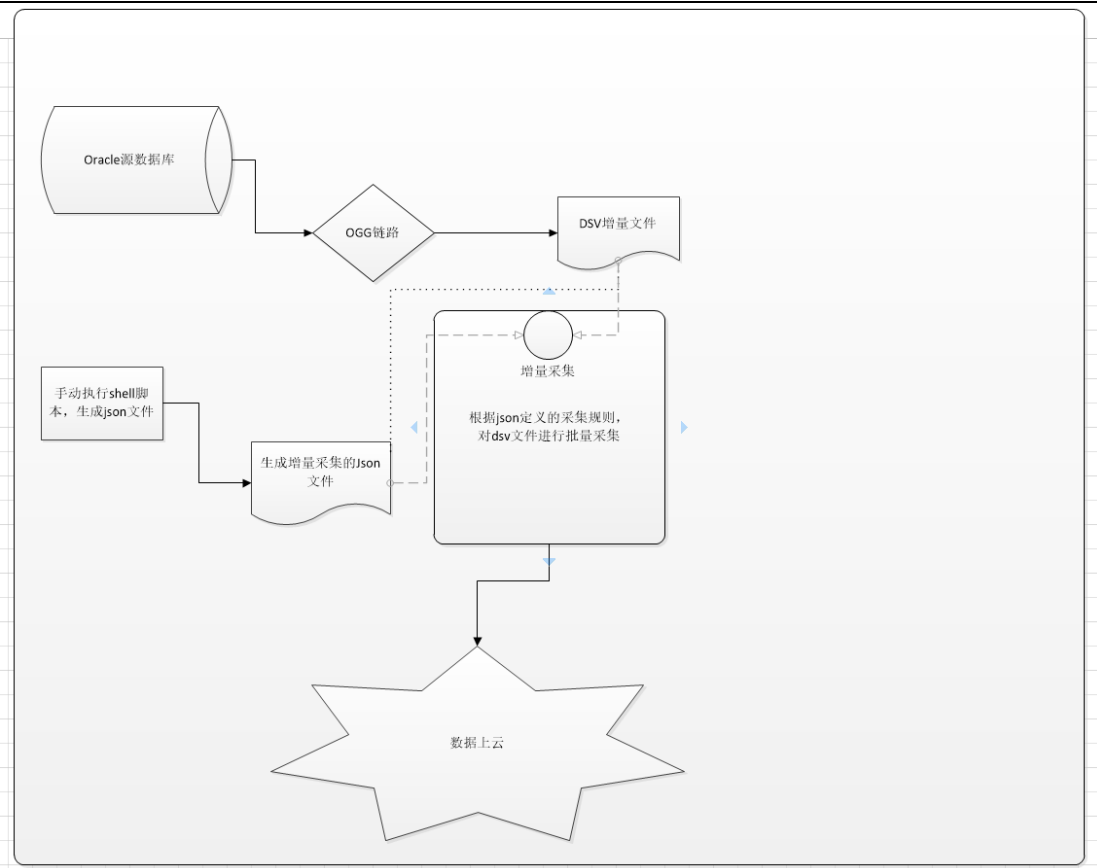 Oracle源数据库
OGG链路
DSV增量文件
增量采集
手动执行shell脚
本，生成json文件
根据json定义的采集规则，
对dsv文件进行批量采集
生成增量采集的Json
文件
数据上云